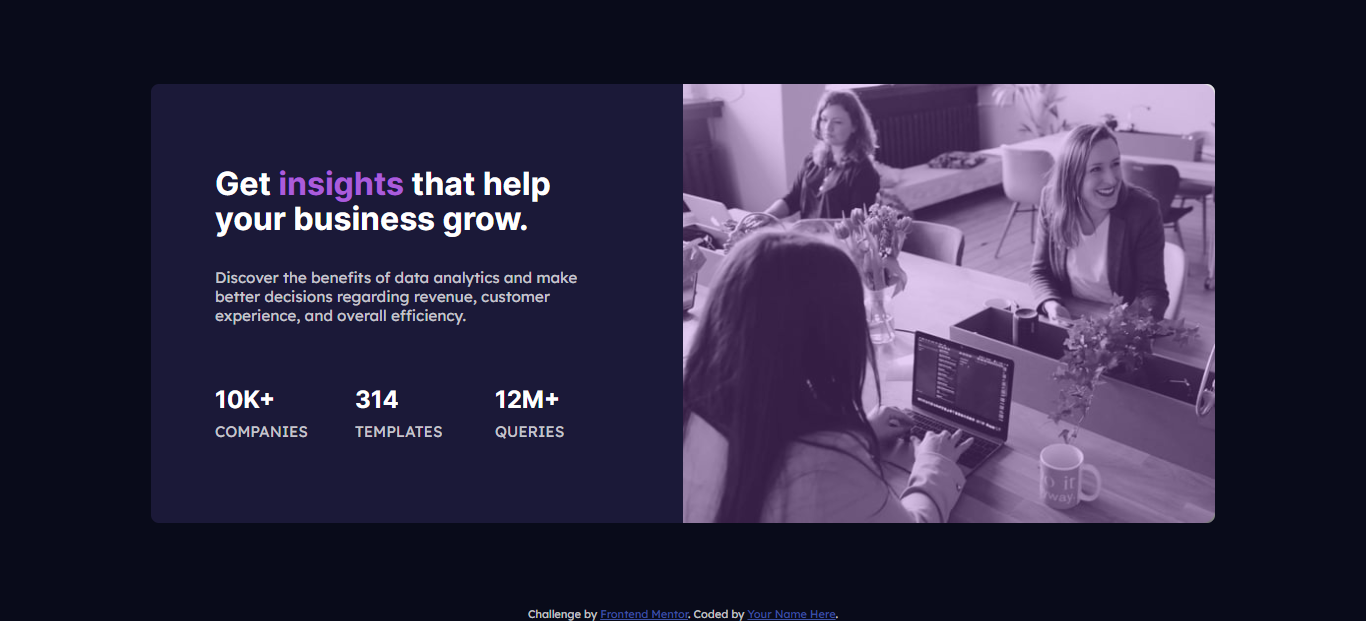 Get insights that help
your business grow.
Discover the benefits of data analytics and make
better decisions regarding revenue, customer
experience, and overall efficiency.
10K+ 314 12M+
COMPANIES TEMPLATES QUERIES
Challenge by Frontend Mentor. Coded by Your Name Here.